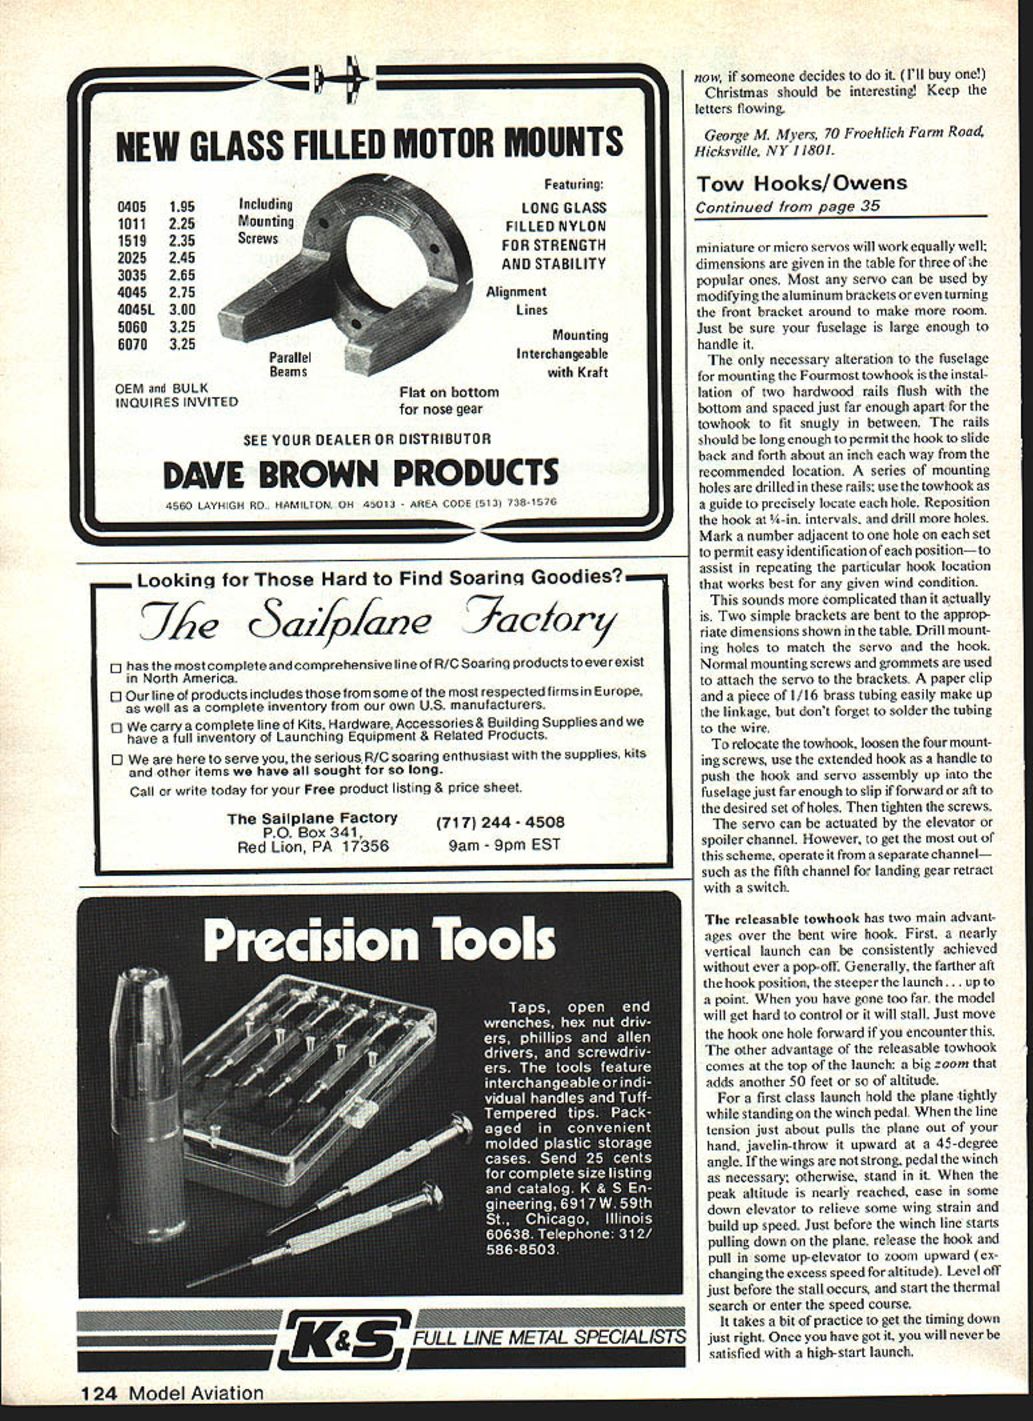 NEW GLASS FILLED MOTOR MOUNTS
0405 1.95
1011 2.25
1519 2.35
2025 2.45
3035 2.65
4045 2.75
4045L 3.00
5060 3.25
6070 3.25
Including
Mounting
Screws
Featuring:
LONG GLASS
FILLED NYLON
FOR STRENGTH
AND STABILITY
Alignment
Lines
Mounting
Interchangeable
with Kraft
Parallel
Beams
Flat on bottom
for nose gear
OEM and BULK
INQUIRES INVITED
SEE YOUR DEALER OR DISTRIBUTOR
DAVE BROWN PRODUCTS
4560 LAYHIGH RD., HAMILTON, OH 45013 - AREA CODE (513) 738-1576
Looking for Those Hard to Find Soaring Goodies?
The Sailplane Factory
has the most complete and comprehensive line of R/C Soaring products to ever exist
in North America.
Our line of products includes those from some of the most respected firms in Europe,
as well as a complete inventory from our own U.S. manufacturers.
We carry a complete line of Kits, Hardware, Accessories & Building Supplies and we
have a full inventory of Launching Equipment & Related Products.
We are here to serve you, the serious R/C soaring enthusiast with the supplies, kits
and other items we have all sought for so long.
Call or write today for your Free product listing & price sheet.
The Sailplane Factory
P.O. Box 341,
Red Lion, PA 17356
(717) 244 - 4508
9am - 9pm EST
Precision Tools
Taps, open end
wrenches, hex nut driv-
ers, phillips and allen
drivers, and screwdriv-
ers. The tools feature
interchangeable or indi-
vidual handles and Tuff-
Tempered tips. Pack-
aged in convenient
molded plastic storage
cases. Send 25 cents
for complete size listing
and catalog. K & S En-
gineering, 6917 W. 59th
St., Chicago, Illinois
60638. Telephone: 312/
586-8503.
K&S FULL LINE METAL SPECIALISTS
now, if someone decides to do it. (I'll buy one!)
Christmas should be interesting! Keep the
letters flowing.
George M. Myers, 70 Froehlich Farm Road,
Hicksville, NY 11801.
Tow Hooks/Owens
Continued from page 35
miniature or micro servos will work equally well;
dimensions are given in the table for three of the
popular ones. Most any servo can be used by
modifying the aluminum brackets or even turning
the front bracket around to make more room.
Just be sure your fuselage is large enough to
handle it.
The only necessary alteration to the fuselage
for mounting the Fourmost towhook is the instal-
lation of two hardwood rails flush with the
bottom and spaced just far enough apart for the
towhook to fit snugly in between. The rails
should be long enough to permit the hook to slide
back and forth about an inch each way from the
recommended location. A series of mounting
holes are drilled in these rails; use the towhook as
a guide to precisely locate each hole. Reposition
the hook at ¼-in. intervals, and drill more holes.
Mark a number adjacent to one hole on each set
to permit easy identification of each position—to
assist in repeating the particular hook location
that works best for any given wind condition.
This sounds more complicated than it actually
is. Two simple brackets are bent to the approp-
riate dimensions shown in the table. Drill mount-
ing holes to match the servo and the hook.
Normal mounting screws and grommets are used
to attach the servo to the brackets. A paper clip
and a piece of 1/16 brass tubing easily make up
the linkage, but don't forget to solder the tubing
to the wire.
To relocate the towhook, loosen the four mount-
ing screws, use the extended hook as a handle to
push the hook and servo assembly up into the
fuselage just far enough to slip if forward or aft to
the desired set of holes. Then tighten the screws.
The servo can be actuated by the elevator or
spoiler channel. However, to get the most out of
this scheme, operate it from a separate channel—
such as the fifth channel for landing gear retract
with a switch.
The releasable towhook has two main advant-
ages over the bent wire hook. First, a nearly
vertical launch can be consistently achieved
without ever a pop-off. Generally, the farther aft
the hook position, the steeper the launch . . . up to
a point. When you have gone too far, the model
will get hard to control or it will stall. Just move
the hook one hole forward if you encounter this.
The other advantage of the releasable towhook
comes at the top of the launch: a big zoom that
adds another 50 feet or so of altitude.
For a first class launch hold the plane tightly
while standing on the winch pedal. When the line
tension just about pulls the plane out of your
hand, javelin-throw it upward at a 45-degree
angle. If the wings are not strong, pedal the winch
as necessary; otherwise, stand in it. When the
peak altitude is nearly reached, ease in some
down elevator to relieve some wing strain and
build up speed. Just before the winch line starts
pulling down on the plane, release the hook and
pull in some up-elevator to zoom upward (ex-
changing the excess speed for altitude). Level off
just before the stall occurs, and start the thermal
search or enter the speed course.
It takes a bit of practice to get the timing down
just right. Once you have got it, you will never be
satisfied with a high-start launch.
124 Model Aviation